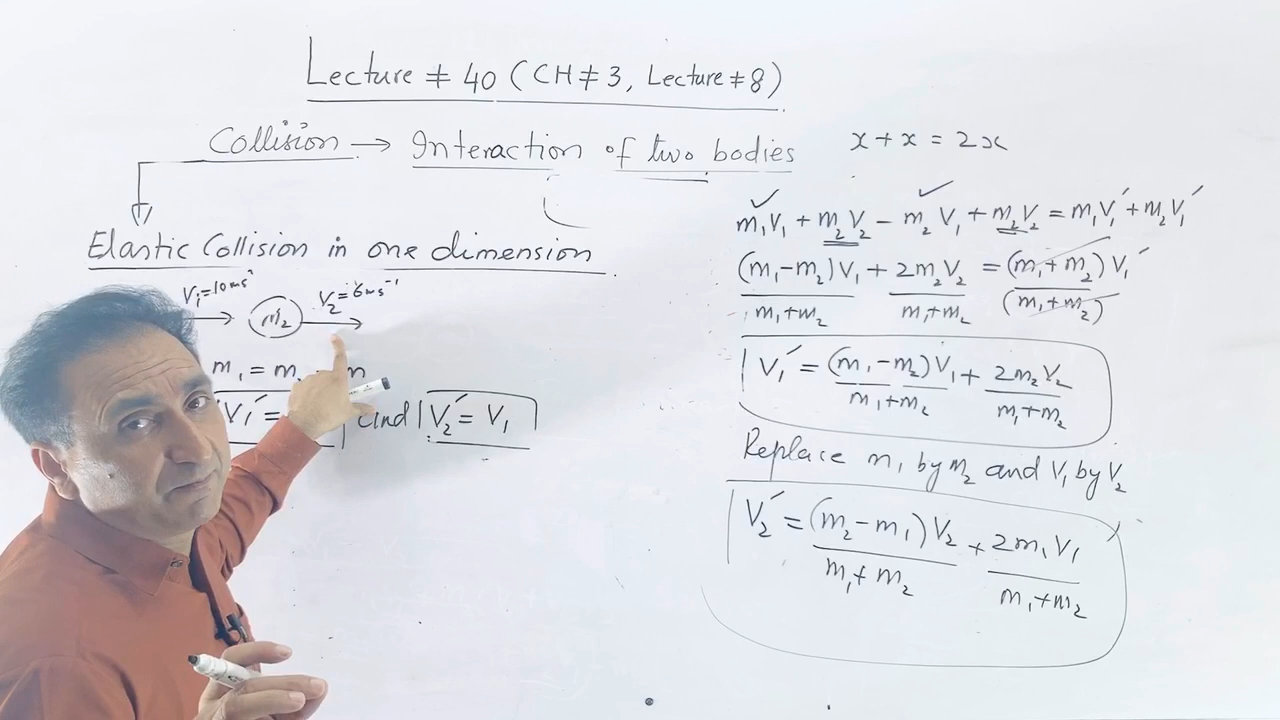 Lecture # 40 (CH # 3, Lecture # 8)
Collision → Interaction of two bodies
x + x = 2x
Elastic Collision in one dimension
V₁ = 10ms⁻¹
m₂
V₂ = 6ms⁻¹
m₁ = m
m
V₁′ =
and V₂′ = V₁
m₁V₁ + m₂V₂ - m₂V₁ + m₂V₂ = m₁V₁′ + m₂V₁′
(m₁-m₂)V₁/m₁+m₂ + 2m₂V₂/m₁+m₂ = (m₁+m₂)V₁′/(m₁+m₂)
V₁′ = (m₁-m₂)V₁/m₁+m₂ + 2m₂V₂/m₁+m₂
Replace m₁ by m₂ and V₁ by V₂
V₂′ = (m₂-m₁)V₂/m₁+m₂ + 2m₁V₁/m₁+m₂